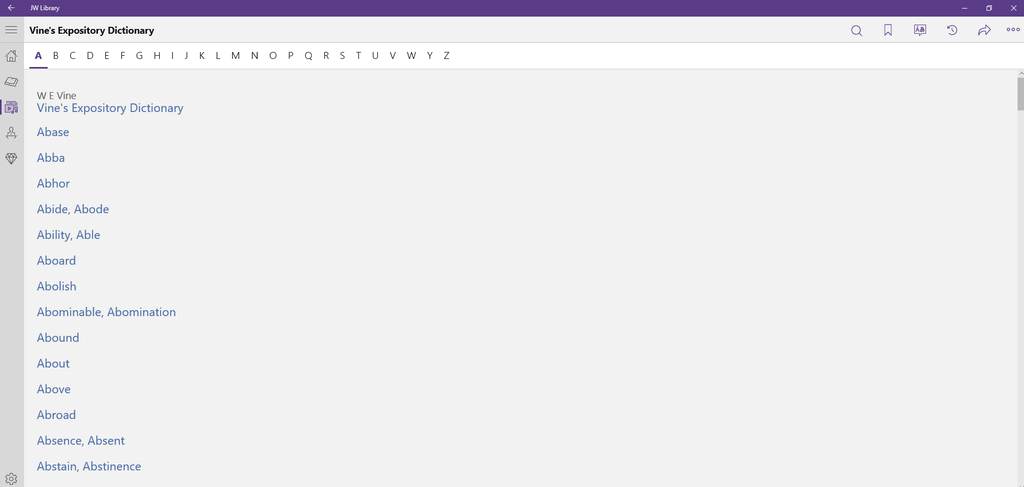 JW Library
Vine's Expository Dictionary
A B C D E F G H I J K L M N O P Q R S T U V W Y Z
W E Vine
Vine's Expository Dictionary
Abase
Abba
Abhor
Abide, Abode
Ability, Able
Aboard
Abolish
Abominable, Abomination
Abound
About
Above
Abroad
Absence, Absent
Abstain, Abstinence